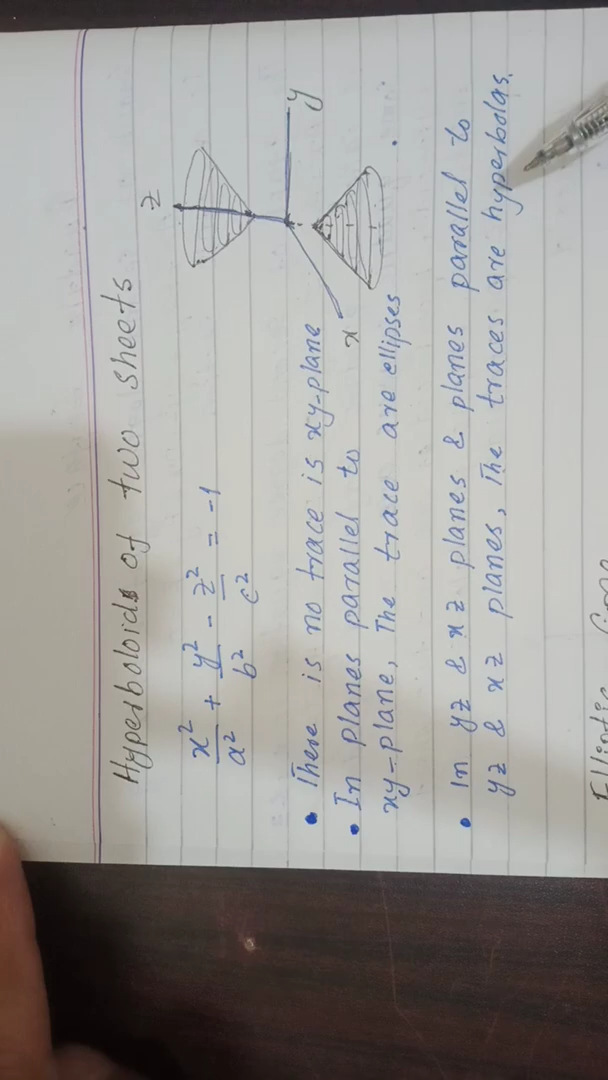 Hyperboloids of two sheets
x²/a² + y²/b² - z²/c² = -1
z
y
x
• There is no trace is xy-plane
• In planes parallel to
xy-plane, The trace are ellipses
• In yz & xz planes & planes parallel to
yz & xz planes, The traces are hyperbolas.
Elliptic